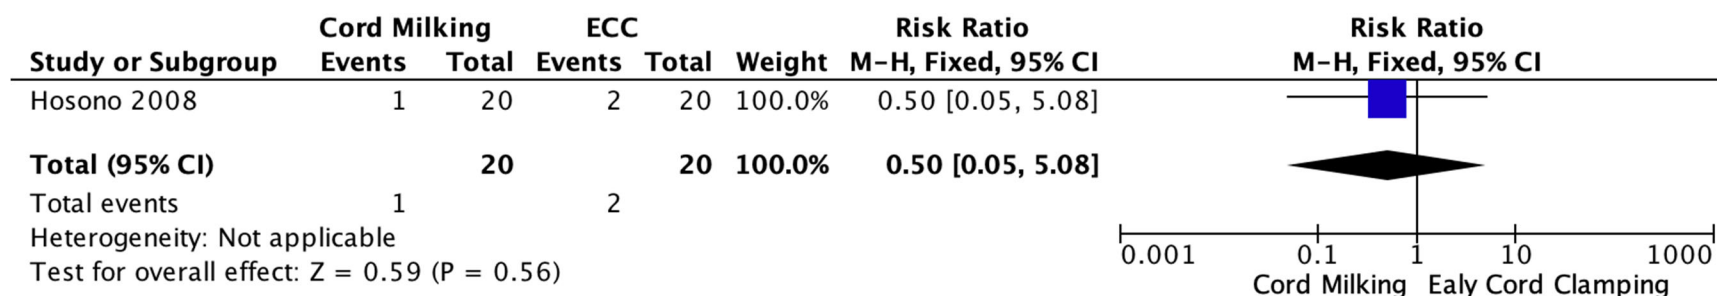 Cord Milking ECC Risk Ratio Risk Ratio
Study or Subgroup Events Total Events Total Weight M-H, Fixed, 95% CI M-H, Fixed, 95% CI
Hosono 2008 1 20 2 20 100.0% 0.50 [0.05, 5.08]
Total (95% CI) 20 20 100.0% 0.50 [0.05, 5.08]
Total events 1 2
Heterogeneity: Not applicable
Test for overall effect: Z = 0.59 (P = 0.56)
0.001 0.1 1 10 1000
Cord Milking Ealy Cord Clamping